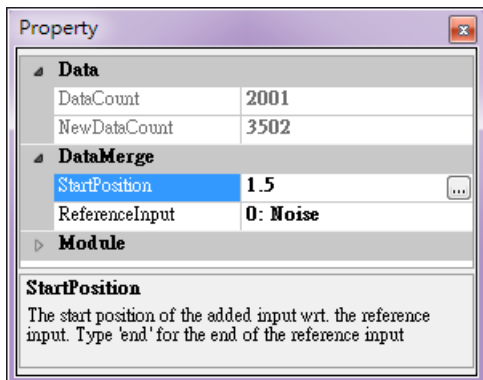 Property
Data
DataCount 2001
NewDataCount 3502
DataMerge
StartPosition 1.5 ...
ReferenceInput 0: Noise
Module
StartPosition
The start position of the added input wrt. the reference
input. Type 'end' for the end of the reference input